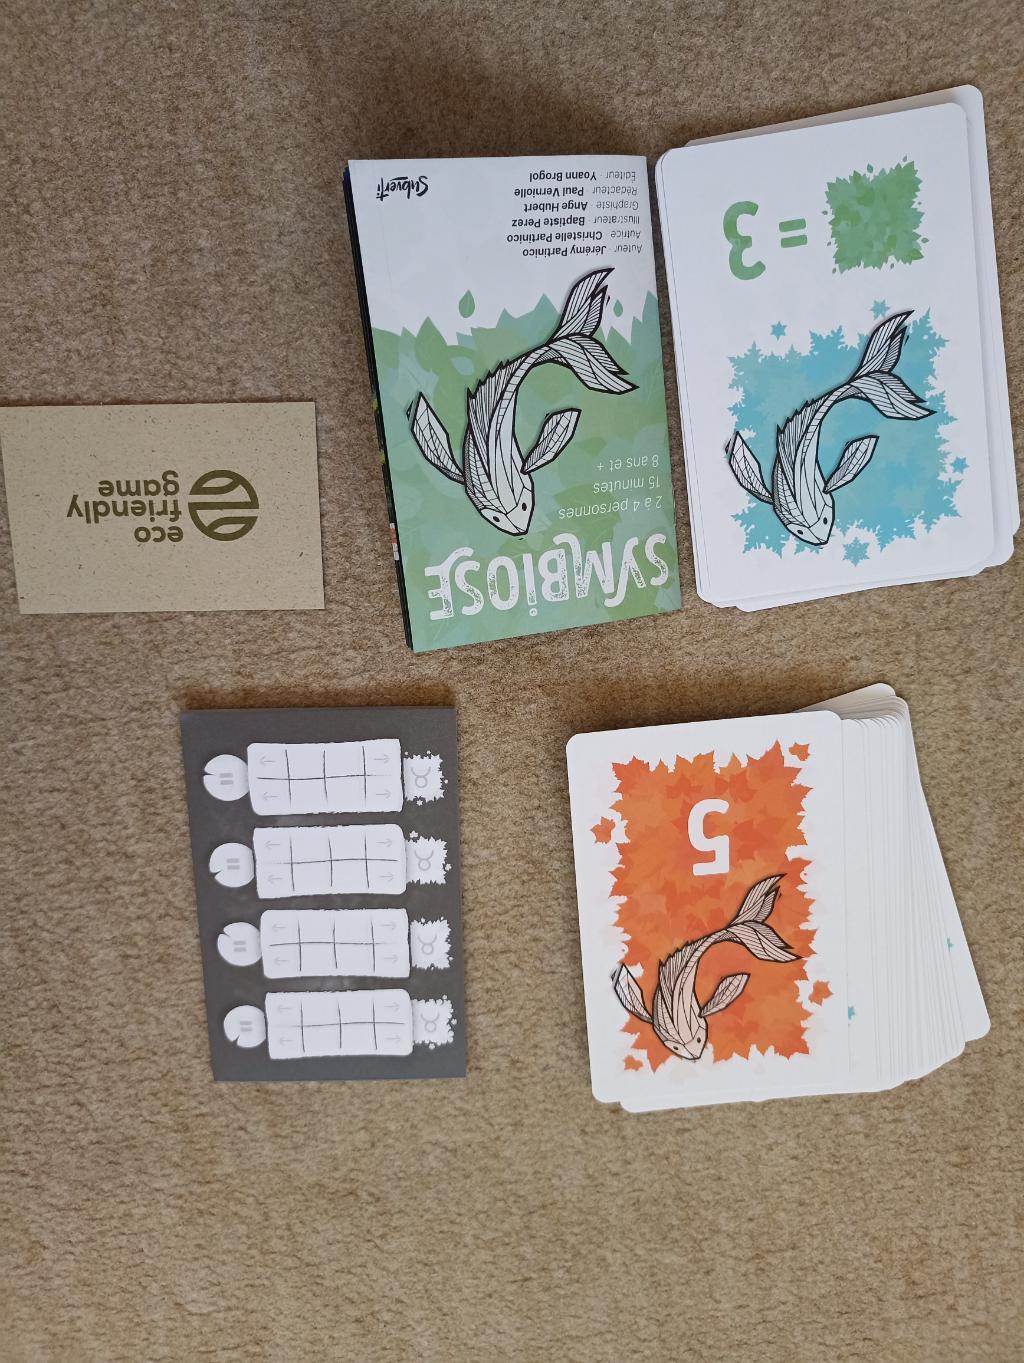 SYMBIOSE
2 à 4 personnes
15 minutes
8 ans et +
Auteur · Jérémy Partinico
Autrice · Christelle Partinico
Illustrateur · Baptiste Perez
Graphiste · Ange Hubert
Rédacteur · Paul Verniolle
Éditeur · Yoann Brogol
Subverti
= 3
eco
friendly
game
5